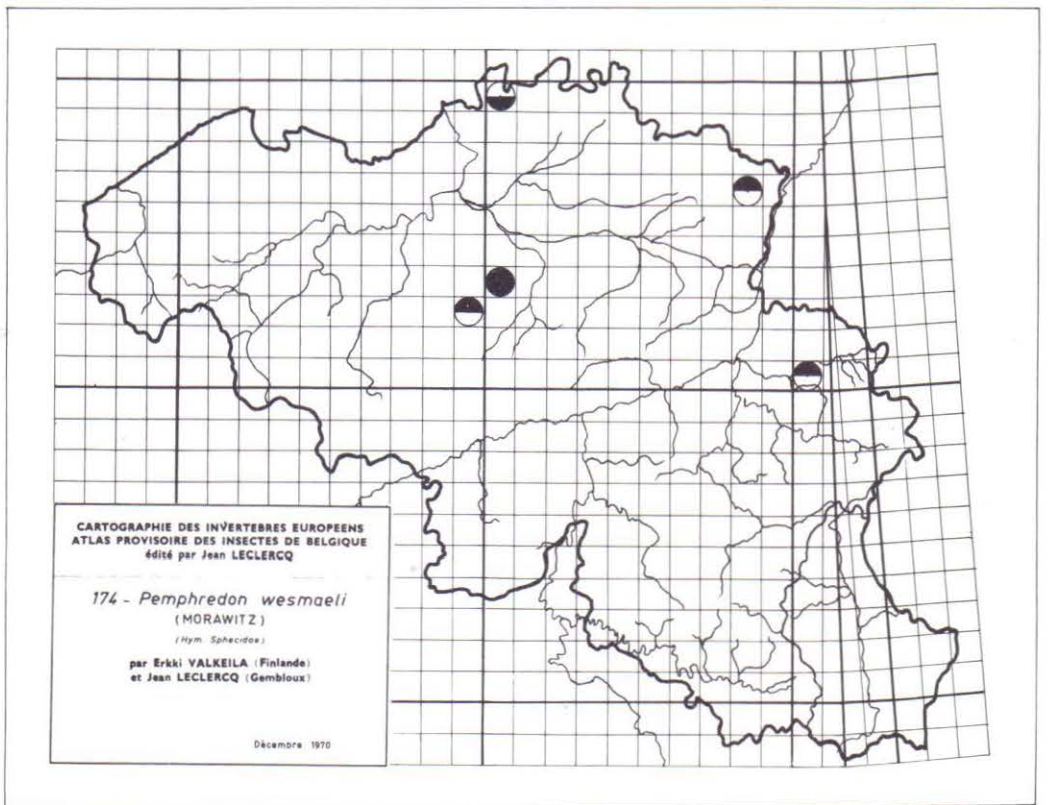 CARTOGRAPHIE DES INVERTEBRES EUROPEENS
ATLAS PROVISOIRE DES INSECTES DE BELGIQUE
édité par Jean LECLERCQ
174 - Pemphredon wesmaeli
(MORAWITZ)
(Hym. Sphecidae)
par Erkki VALKEILA (Finlande)
et Jean LECLERCQ (Gembloux)
Décembre 1970